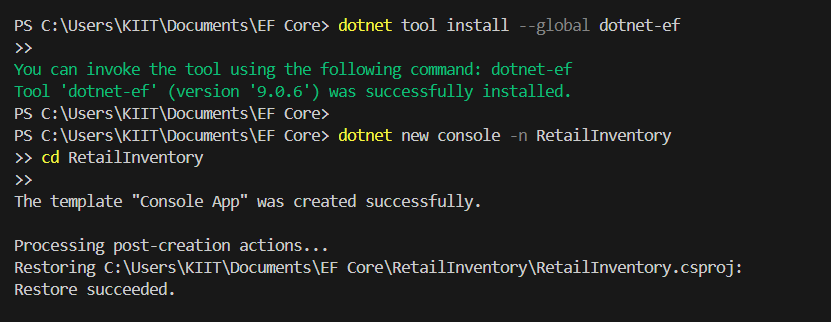 PS C:\Users\KIIT\Documents\EF Core> dotnet tool install --global dotnet-ef
>>
You can invoke the tool using the following command: dotnet-ef
Tool 'dotnet-ef' (version '9.0.6') was successfully installed.
PS C:\Users\KIIT\Documents\EF Core>
PS C:\Users\KIIT\Documents\EF Core> dotnet new console -n RetailInventory
>> cd RetailInventory
>>
The template "Console App" was created successfully.

Processing post-creation actions...
Restoring C:\Users\KIIT\Documents\EF Core\RetailInventory\RetailInventory.csproj:
Restore succeeded.